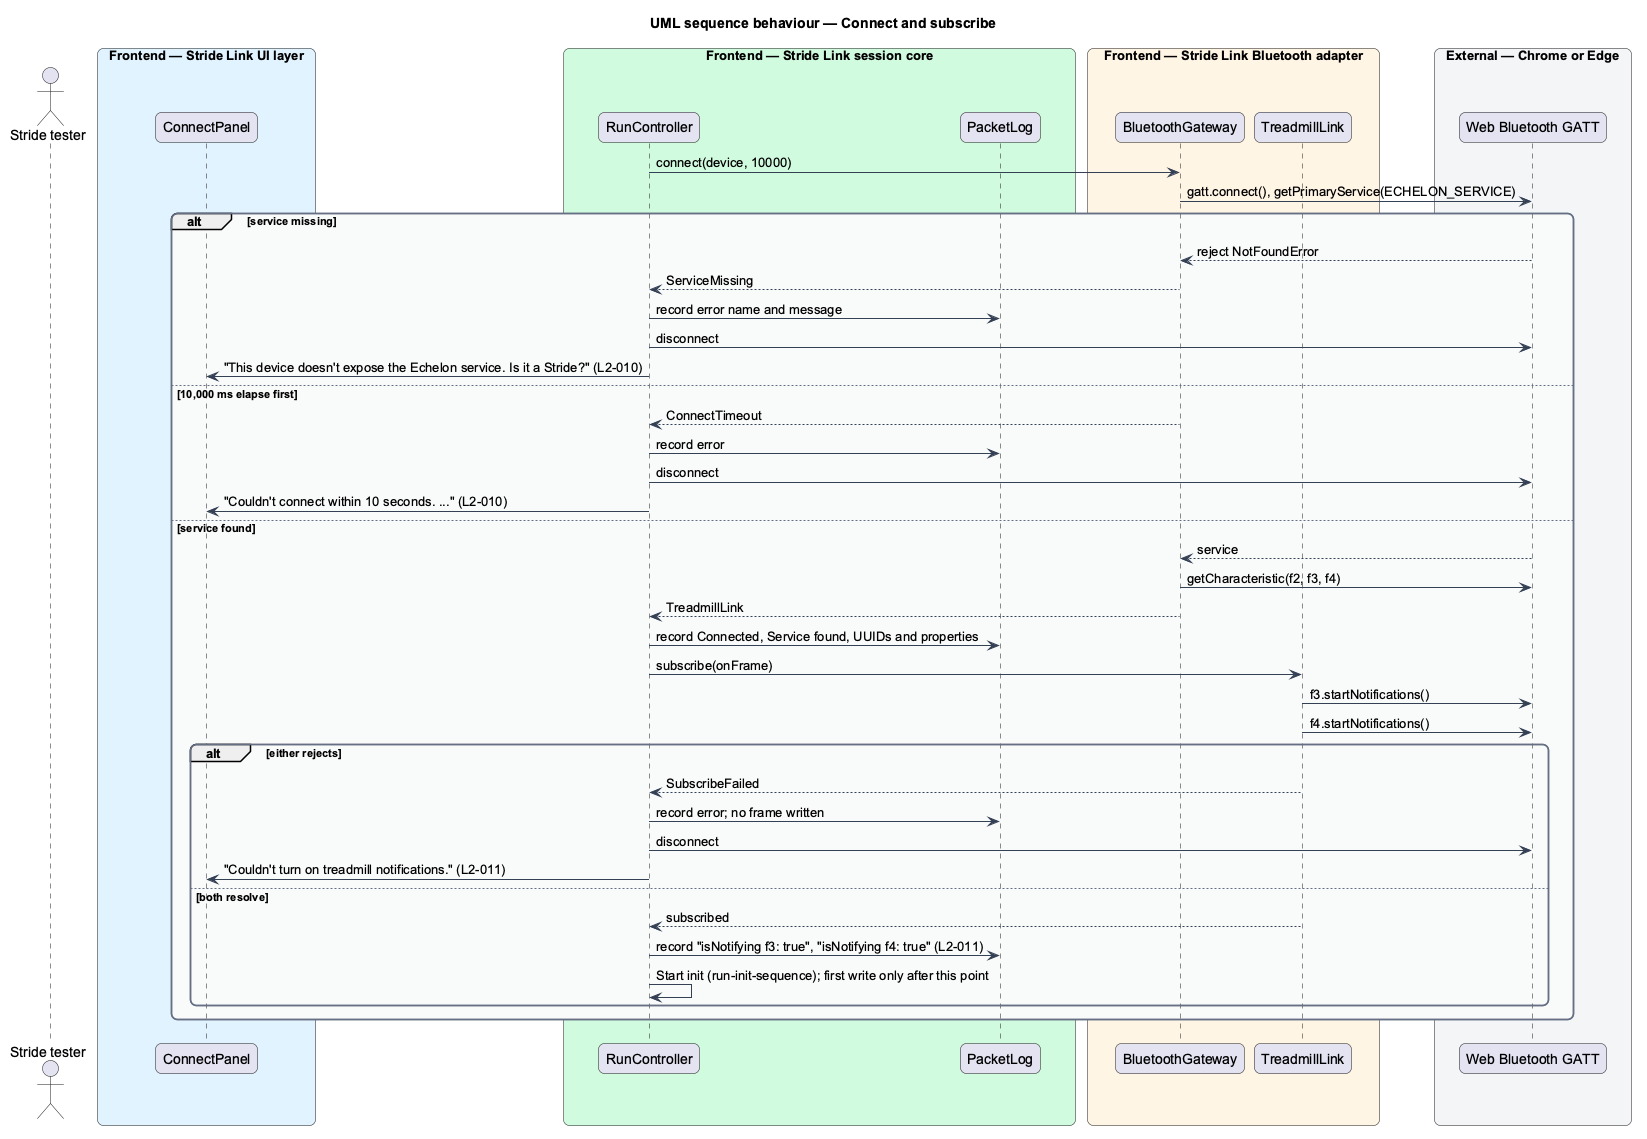 UML sequence behaviour — Connect and subscribe
Frontend — Stride Link UI layer
Frontend — Stride Link session core
Frontend — Stride Link Bluetooth adapter
External — Chrome or Edge
Stride tester
ConnectPanel
RunController
PacketLog
BluetoothGateway
TreadmillLink
Web Bluetooth GATT
connect(device, 10000)
gatt.connect(), getPrimaryService(ECHELON_SERVICE)
alt
[service missing]
reject NotFoundError
ServiceMissing
record error name and message
disconnect
"This device doesn't expose the Echelon service. Is it a Stride?" (L2-010)
[10,000 ms elapse first]
ConnectTimeout
record error
disconnect
"Couldn't connect within 10 seconds. ..." (L2-010)
[service found]
service
getCharacteristic(f2, f3, f4)
TreadmillLink
record Connected, Service found, UUIDs and properties
subscribe(onFrame)
f3.startNotifications()
f4.startNotifications()
alt
[either rejects]
SubscribeFailed
record error; no frame written
disconnect
"Couldn't turn on treadmill notifications." (L2-011)
[both resolve]
subscribed
record "isNotifying f3: true", "isNotifying f4: true" (L2-011)
Start init (run-init-sequence); first write only after this point
Stride tester
ConnectPanel
RunController
PacketLog
BluetoothGateway
TreadmillLink
Web Bluetooth GATT